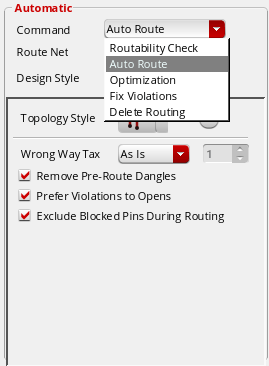 Automatic
Command Auto Route
Route Net Routability Check
Auto Route
Design Style Optimization
Fix Violations
Delete Routing
Topology Style
Wrong Way Tax As Is 1
Remove Pre-Route Dangles
Prefer Violations to Opens
Exclude Blocked Pins During Routing